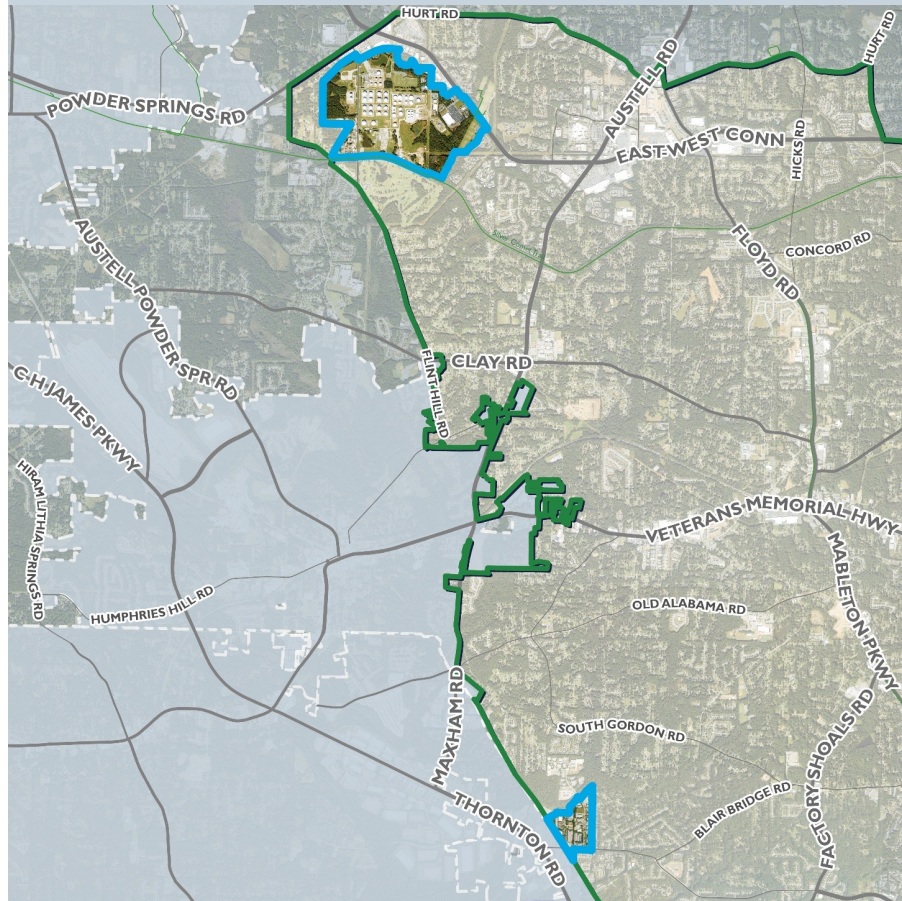 HURT RD
HURT RD
AUSTELL RD
POWDER SPRINGS RD
EAST-WEST CONN
HICKS RD
Silver Comet Trl
FLOYD RD
CONCORD RD
AUSTELL-POWDER SPR RD
CLAY RD
FLINT HILL RD
C H JAMES PKWY
HIRAM LITHIA SPRINGS RD
VETERANS MEMORIAL HWY
MABLETON PKWY
HUMPHRIES HILL RD
OLD ALABAMA RD
MAXHAM RD
SOUTH GORDON RD
FACTORY SHOALS RD
BLAIR BRIDGE RD
THORNTON RD